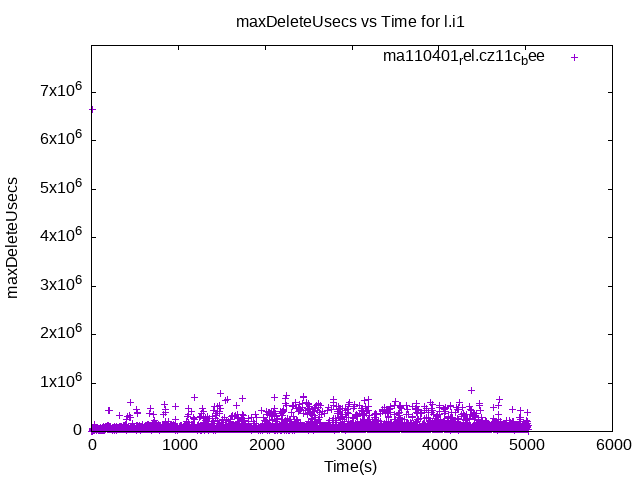 maxDeleteUsecs vs Time for l.i1
ma110401rel.cz11cbee
7x10^6
6x10^6
5x10^6
4x10^6
3x10^6
2x10^6
1x10^6
0
maxDeleteUsecs
0 1000 2000 3000 4000 5000 6000
Time(s)